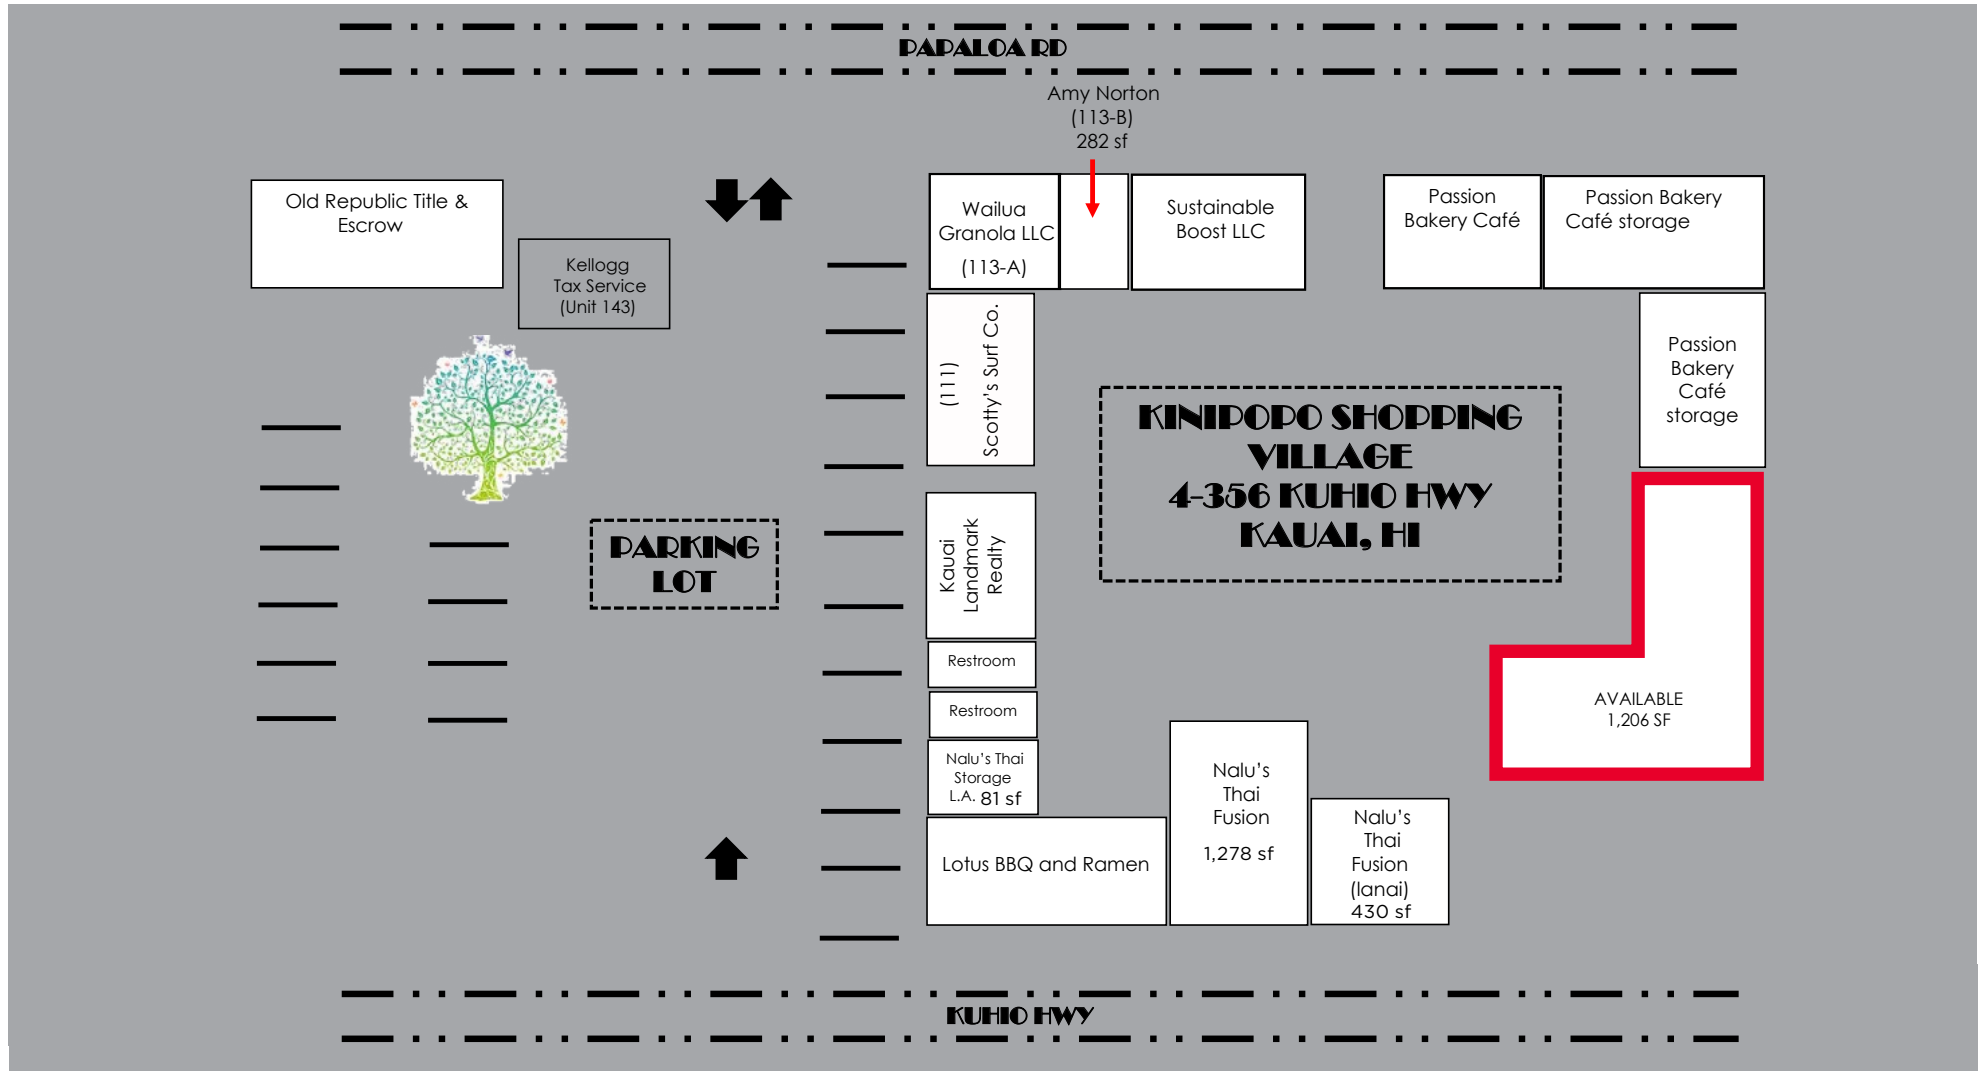 PAPALOA RD
Amy Norton
(113-B)
282 sf
Old Republic Title &
Escrow
Kellogg
Tax Service
(Unit 143)
Wailua
Granola LLC
(113-A)
Sustainable
Boost LLC
Passion
Bakery Café
Passion Bakery
Café storage
(111)
Scotty's Surf Co.
Passion
Bakery
Café
storage
KINIPOPO SHOPPING
VILLAGE
4-356 KUHIO HWY
KAUAI, HI
PARKING
LOT
Kauai
Landmark
Realty
Restroom
Restroom
Nalu's Thai
Storage
L.A. 81 sf
Lotus BBQ and Ramen
Nalu's
Thai
Fusion
1,278 sf
Nalu's
Thai
Fusion
(lanai)
430 sf
AVAILABLE
1,206 SF
KUHIO HWY